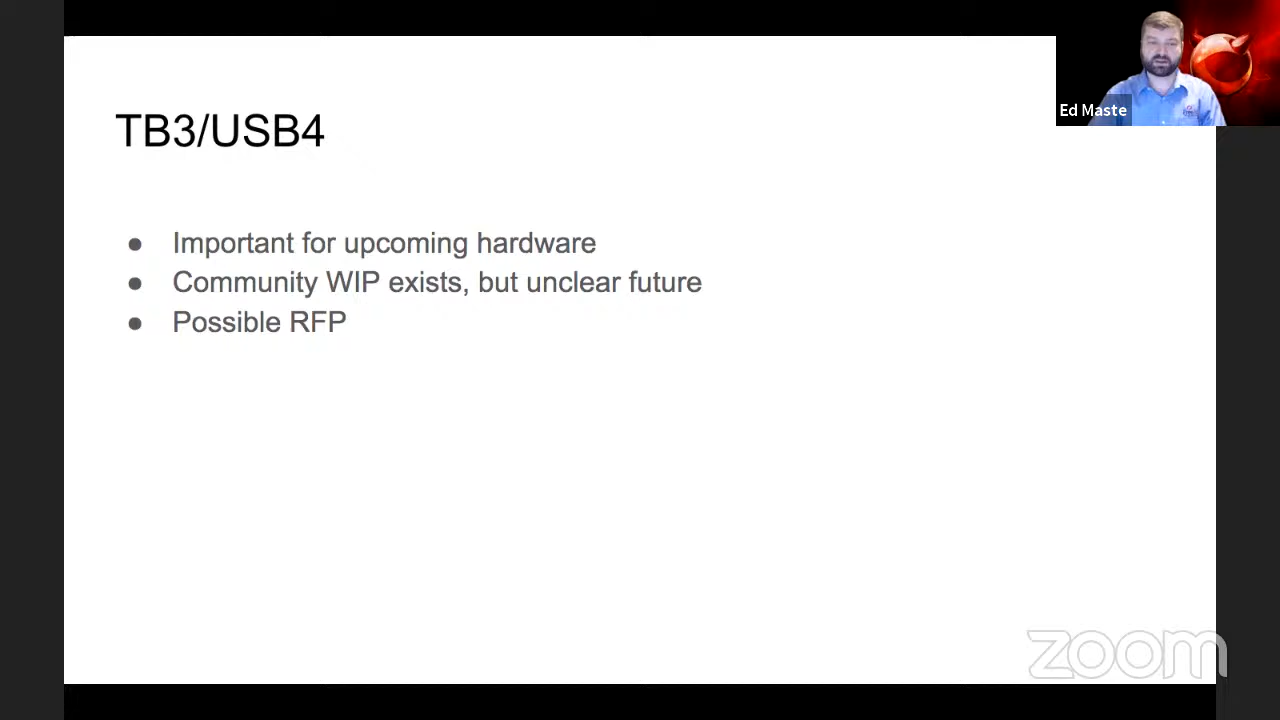 TB3/USB4
Ed Maste
● Important for upcoming hardware
● Community WIP exists, but unclear future
● Possible RFP
zoom